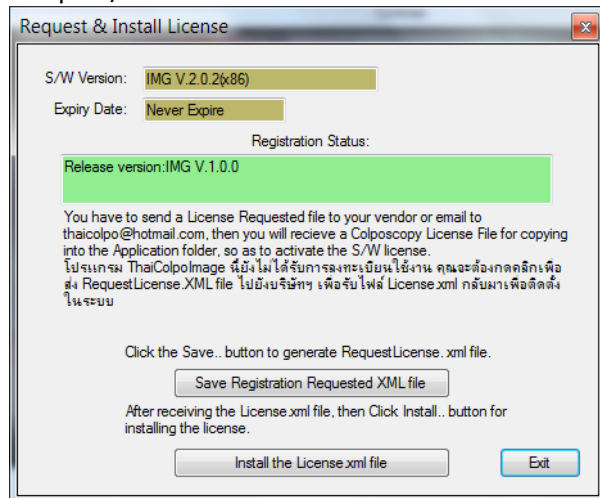 Request & Install License
S/W Version: IMG V.2.0.2(x86)
Expiry Date: Never Expire
Registration Status:
Release version:IMG V.1.0.0
You have to send a License Requested file to your vendor or email to
thaicolpo@hotmail.com, then you will recieve a Colposcopy License File for copying
into the Application folder, so as to activate the S/W license.
โปรแกรม ThaiColpoImage นี้ยังไม่ได้รับการลงทะเบียนใช้งาน คุณจะต้องกดคลิกเพื่อ
ส่ง RequestLicense.XML file ไปยังบริษัทฯ เพื่อรับไฟล์ License.xml กลับมาเพื่อติดตั้ง
ในระบบ
Click the Save.. button to generate RequestLicense. xml file.
Save Registration Requested XML file
After receiving the License.xml file, then Click Install.. button for
installing the license.
Install the License.xml file
Exit